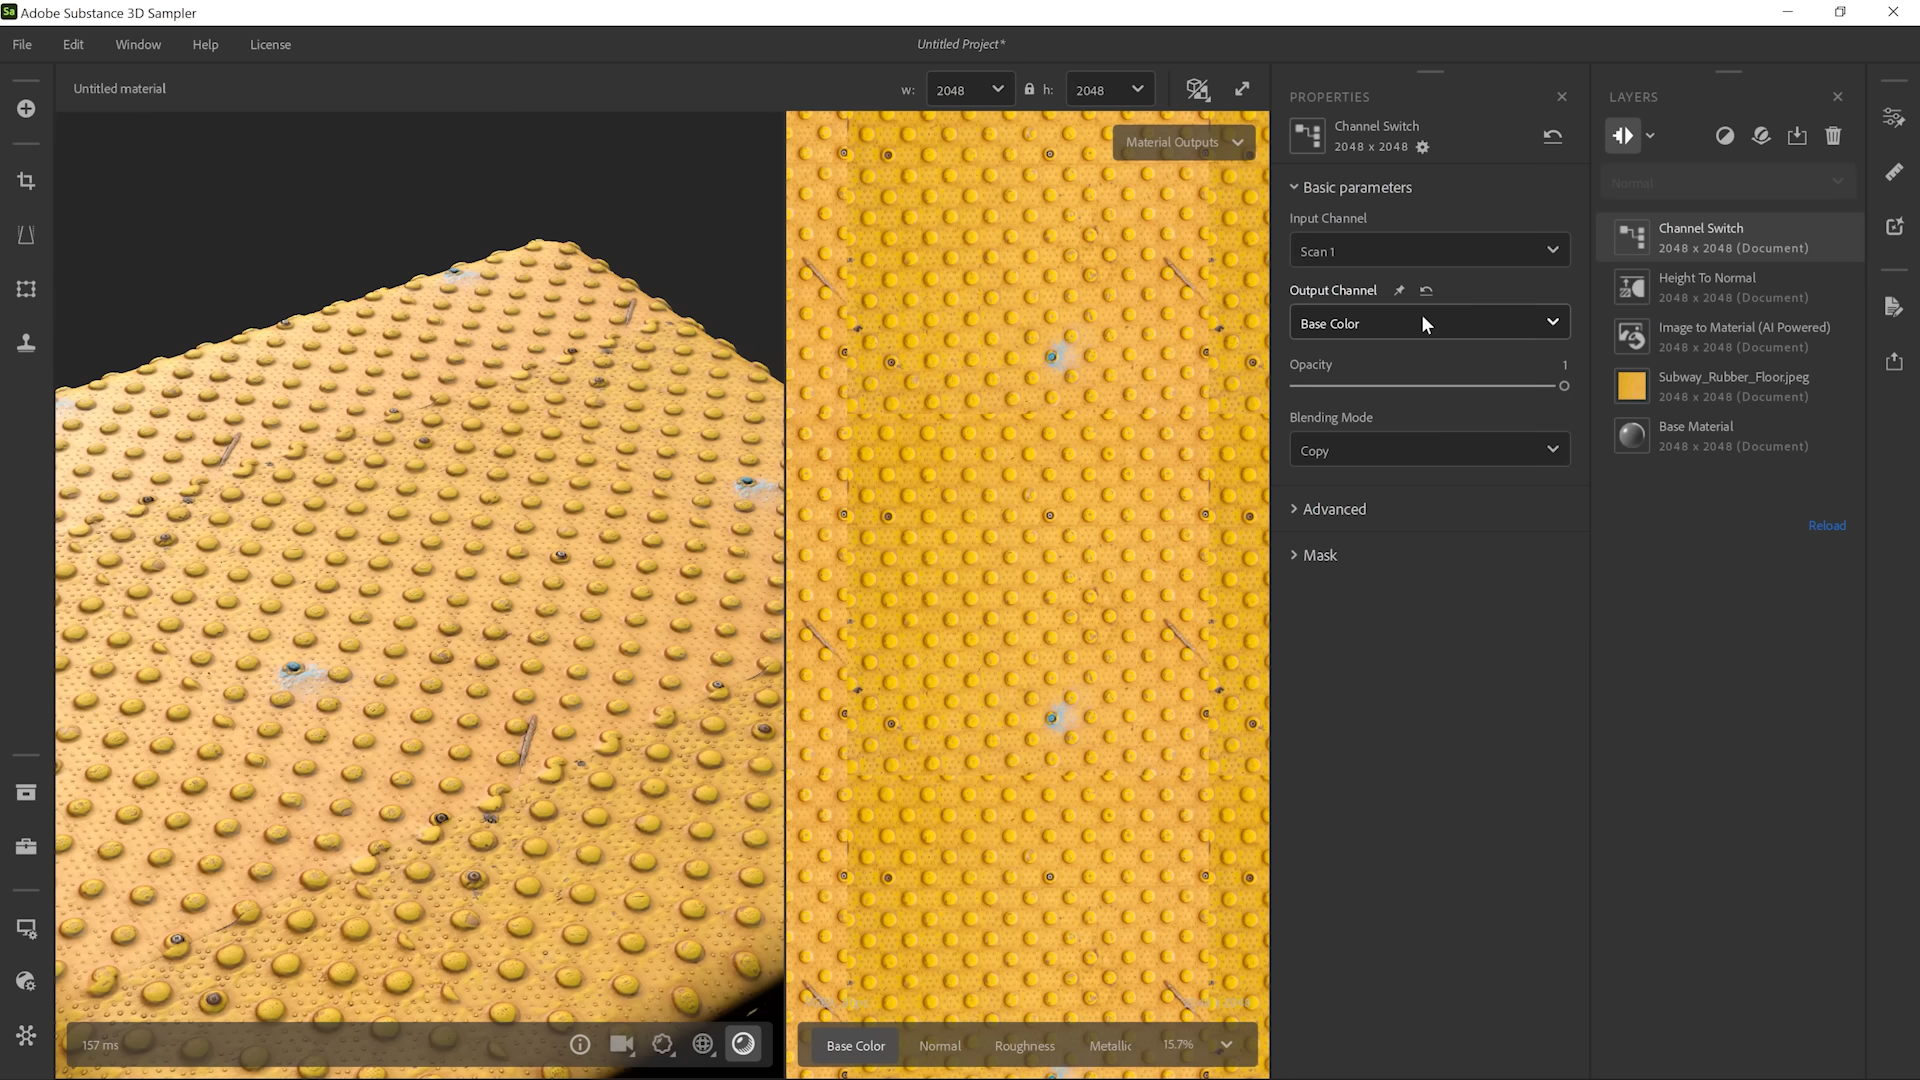 Sa Adobe Substance 3D Sampler
File Edit Window Help License
Untitled Project*
Untitled material
w: 2048 h: 2048
Material Outputs
157 ms
Base Color Normal Roughness Metallic 15.7%
PROPERTIES
Channel Switch
2048 x 2048
Basic parameters
Input Channel
Scan 1
Output Channel
Base Color
Opacity 1
Blending Mode
Copy
Advanced
Mask
LAYERS
Normal
Channel Switch
2048 x 2048 (Document)
Height To Normal
2048 x 2048 (Document)
Image to Material (AI Powered)
2048 x 2048 (Document)
Subway_Rubber_Floor.jpeg
2048 x 2048 (Document)
Base Material
2048 x 2048 (Document)
Reload